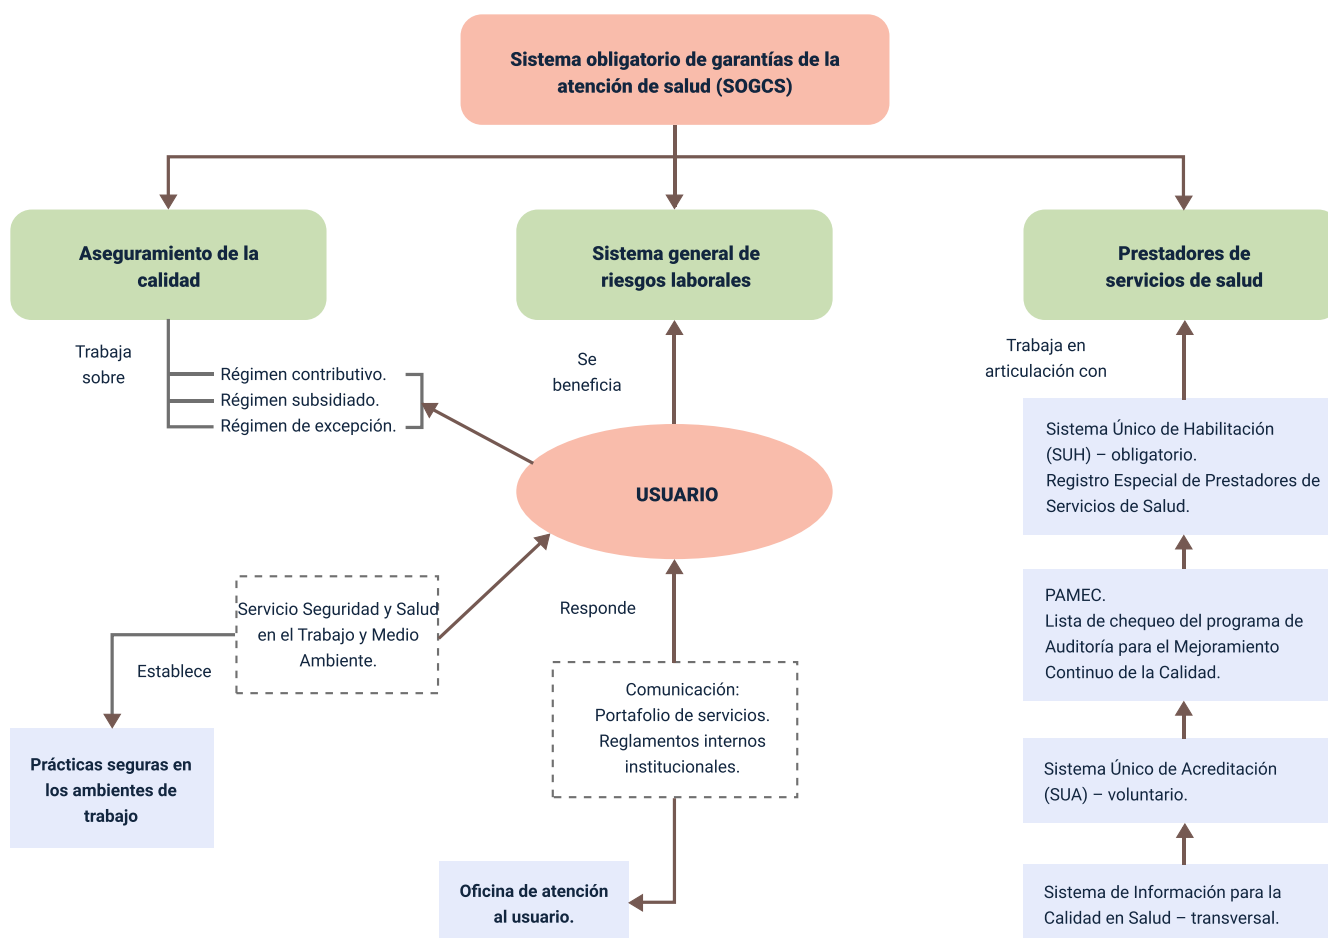 Sistema obligatorio de garantías de la
atención de salud (SOGCS)
Aseguramiento de la
calidad
Sistema general de
riesgos laborales
Prestadores de
servicios de salud
Trabaja
sobre
Régimen contributivo.
Régimen subsidiado.
Régimen de excepción.
Se
beneficia
Trabaja en
articulación con
USUARIO
Sistema Único de Habilitación
(SUH) – obligatorio.
Registro Especial de Prestadores de
Servicios de Salud.
Servicio Seguridad y Salud
en el Trabajo y Medio
Ambiente.
Responde
PAMEC.
Lista de chequeo del programa de
Auditoría para el Mejoramiento
Continuo de la Calidad.
Establece
Comunicación:
Portafolio de servicios.
Reglamentos internos
institucionales.
Prácticas seguras en
los ambientes de
trabajo
Sistema Único de Acreditación
(SUA) – voluntario.
Oficina de atención
al usuario.
Sistema de Información para la
Calidad en Salud – transversal.